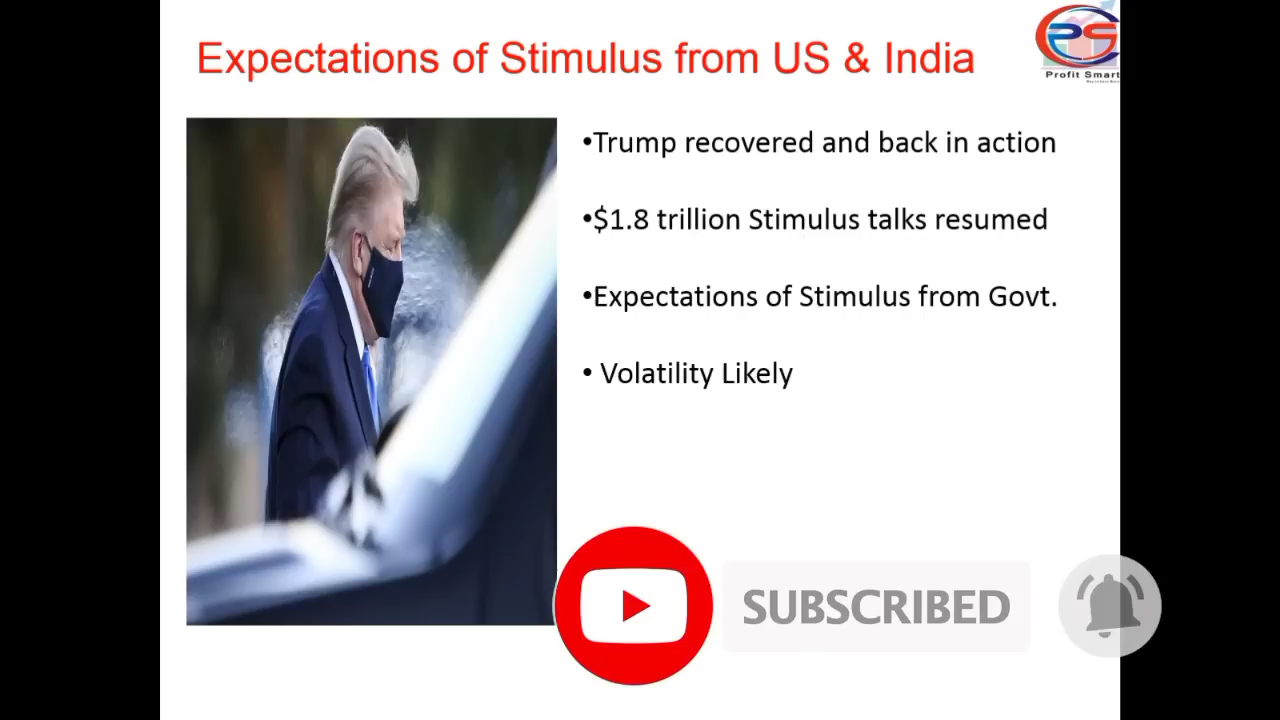 Expectations of Stimulus from US & India
Profit Smart
•Trump recovered and back in action
•$1.8 trillion Stimulus talks resumed
•Expectations of Stimulus from Govt.
• Volatility Likely
SUBSCRIBED